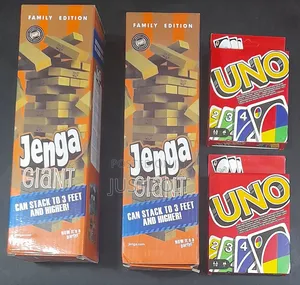 FAMILY EDITION
Jenga
GIANT
CAN STACK TO 3 FEET
AND HIGHER!
FAMILY EDITION
Jenga
GIANT
CAN STACK TO 3 FEET
AND HIGHER!
UNO
UNO